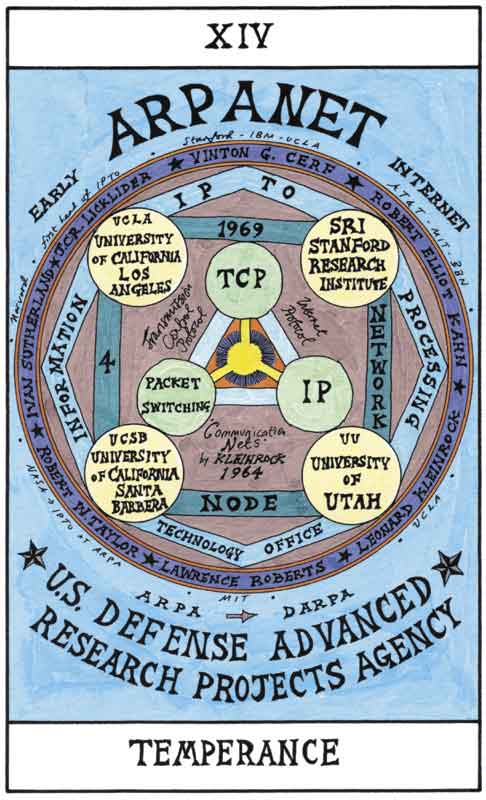 XIV
ARPANET
EARLY
INTERNET
Stanford - IBM - UCLA
VINTON G. CERF
AT&T - MIT - BBN
ROBERT ELLIOT KAHN
UCLA
LEONARD KLEINROCK
MIT
LAWRENCE ROBERTS
NASA & IPTO at ARPA
ROBERT W. TAYLOR
Harvard
IVAN SUTHERLAND
first head of IPTO
J.C.R. LICKLIDER
IPTO
INFORMATION
PROCESSING
TECHNOLOGY OFFICE
1969
4
NODE
NETWORK
UCLA
UNIVERSITY
OF CALIFORNIA
LOS
ANGELES
SRI
STANFORD
RESEARCH
INSTITUTE
TCP
Transmission
Control
Protocol
Internet
Protocol
PACKET
SWITCHING
IP
Communication
Nets
by KLEINROCK
1964
UCSB
UNIVERSITY
OF CALIFORNIA
SANTA
BARBERA
UU
UNIVERSITY
OF
UTAH
ARPA → DARPA
U.S. DEFENSE ADVANCED
RESEARCH PROJECTS AGENCY
TEMPERANCE